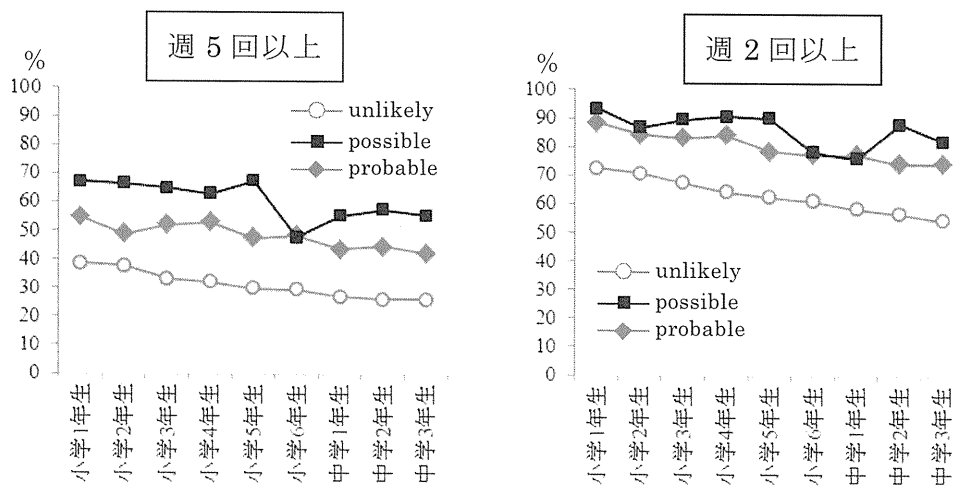 週 5 回以上
%
100
90
80
70
60
50
40
30
20
10
0
unlikely
possible
probable
小学1年生
小学2年生
小学3年生
小学4年生
小学5年生
小学6年生
中学1年生
中学2年生
中学3年生
週 2 回以上
%
100
90
80
70
60
50
40
30
20
10
0
unlikely
possible
probable
小学1年生
小学2年生
小学3年生
小学4年生
小学5年生
小学6年生
中学1年生
中学2年生
中学3年生